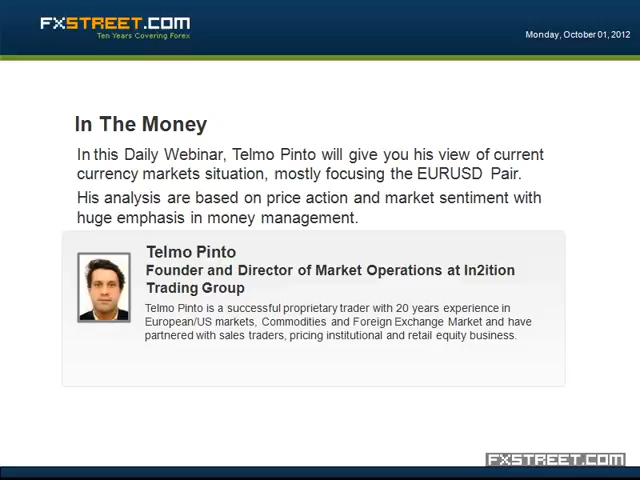 FXSTREET.COM
Ten Years Covering Forex
Monday, October 01, 2012
In The Money
In this Daily Webinar, Telmo Pinto will give you his view of current
currency markets situation, mostly focusing the EURUSD Pair.
His analysis are based on price action and market sentiment with
huge emphasis in money management.
Telmo Pinto
Founder and Director of Market Operations at In2ition
Trading Group
Telmo Pinto is a successful proprietary trader with 20 years experience in
European/US markets, Commodities and Foreign Exchange Market and have
partnered with sales traders, pricing institutional and retail equity business.
FXSTREET.COM